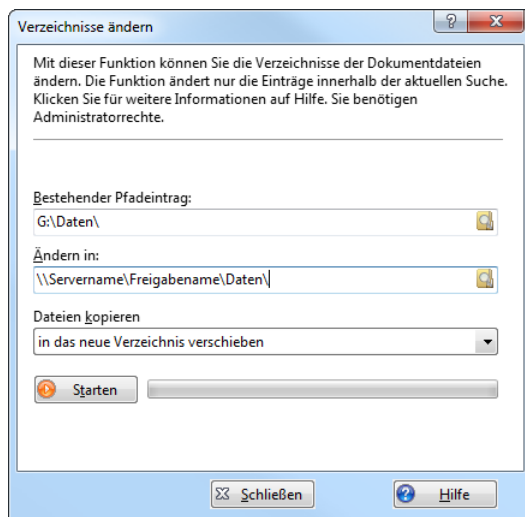 Verzeichnisse ändern
Mit dieser Funktion können Sie die Verzeichnisse der Dokumentdateien
ändern. Die Funktion ändert nur die Einträge innerhalb der aktuellen Suche.
Klicken Sie für weitere Informationen auf Hilfe. Sie benötigen
Administratorrechte.
Bestehender Pfadeintrag:
G:\Daten\
Ändern in:
\\Servername\Freigabename\Daten\
Dateien kopieren
in das neue Verzeichnis verschieben
Starten
Schließen
Hilfe